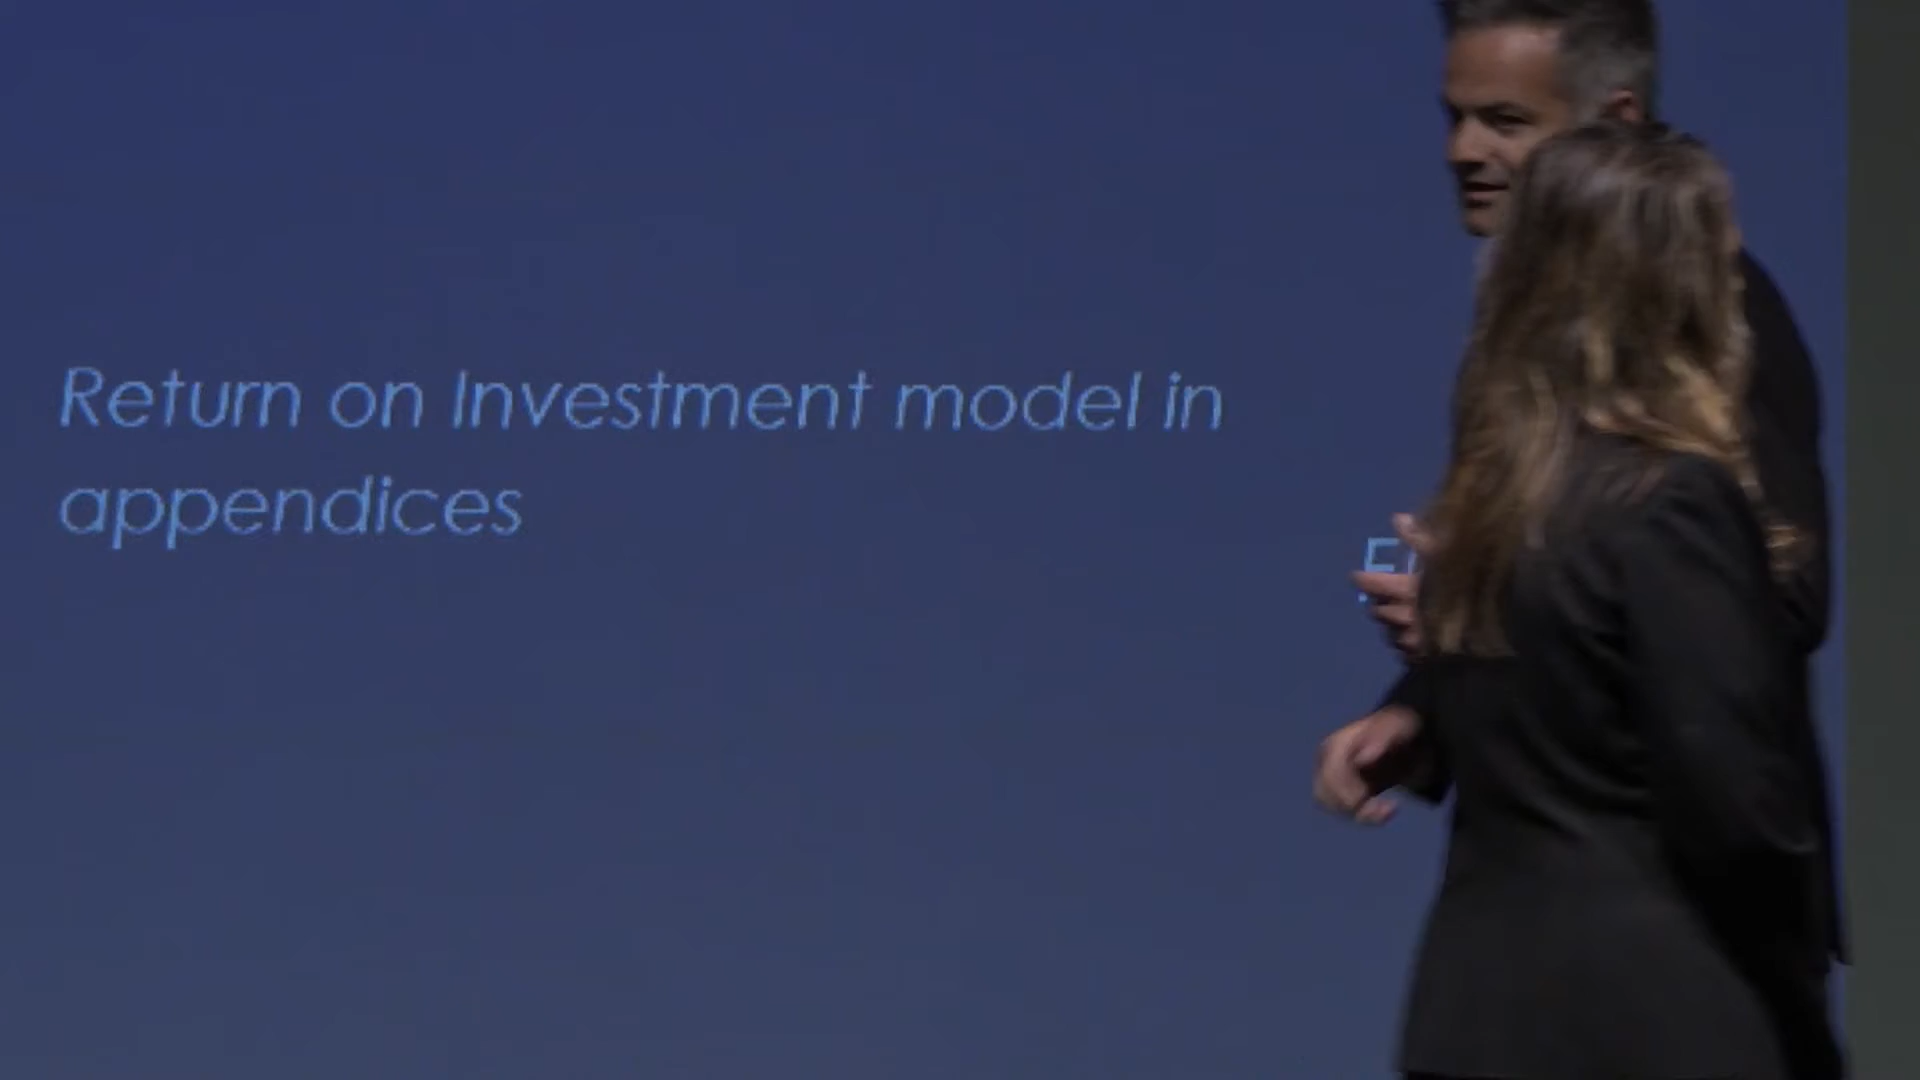 Return on Investment model in
appendices